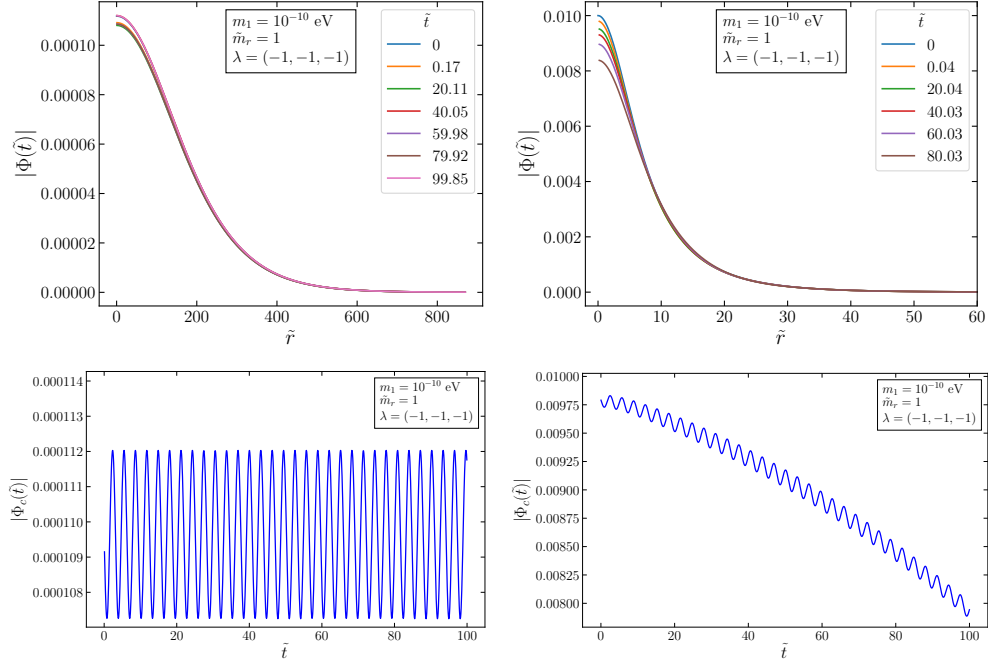 m₁ = 10⁻¹⁰ eV
m̃ᵣ = 1
λ = (−1, −1, −1)
t̃
0
0.17
20.11
40.05
59.98
79.92
99.85
|Φ(t̃)|
0.00010
0.00008
0.00006
0.00004
0.00002
0.00000
0 200 400 600 800
r̃
m₁ = 10⁻¹⁰ eV
m̃ᵣ = 1
λ = (−1, −1, −1)
t̃
0
0.04
20.04
40.03
60.03
80.03
|Φ(t̃)|
0.010
0.008
0.006
0.004
0.002
0.000
0 10 20 30 40 50 60
r̃
m₁ = 10⁻¹⁰ eV
m̃ᵣ = 1
λ = (−1, −1, −1)
|Φ_c(t̃)|
0.000114
0.000113
0.000112
0.000111
0.000110
0.000109
0.000108
0 20 40 60 80 100
t̃
m₁ = 10⁻¹⁰ eV
m̃ᵣ = 1
λ = (−1, −1, −1)
|Φ_c(t̃)|
0.01000
0.00975
0.00950
0.00925
0.00900
0.00875
0.00850
0.00825
0.00800
0 20 40 60 80 100
t̃